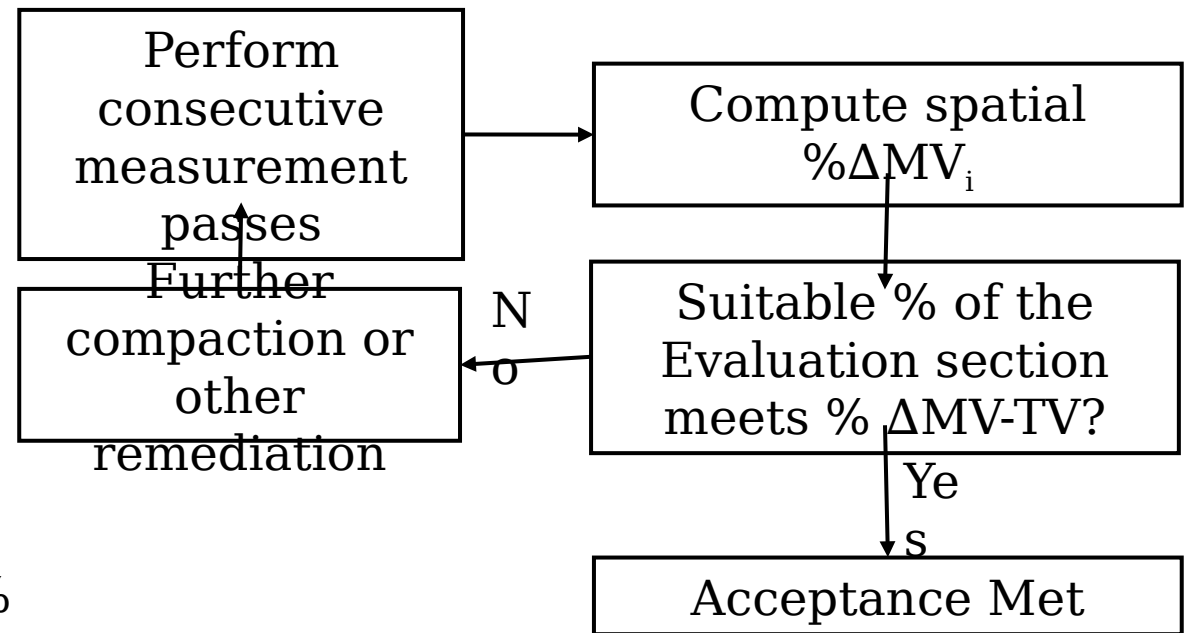 Perform
consecutive
measurement
passes
Compute spatial
%ΔMVi
Suitable % of the
Evaluation section
meets % ΔMV-TV?
N
o
Further
compaction or
other
remediation
Ye
s
Acceptance Met
%